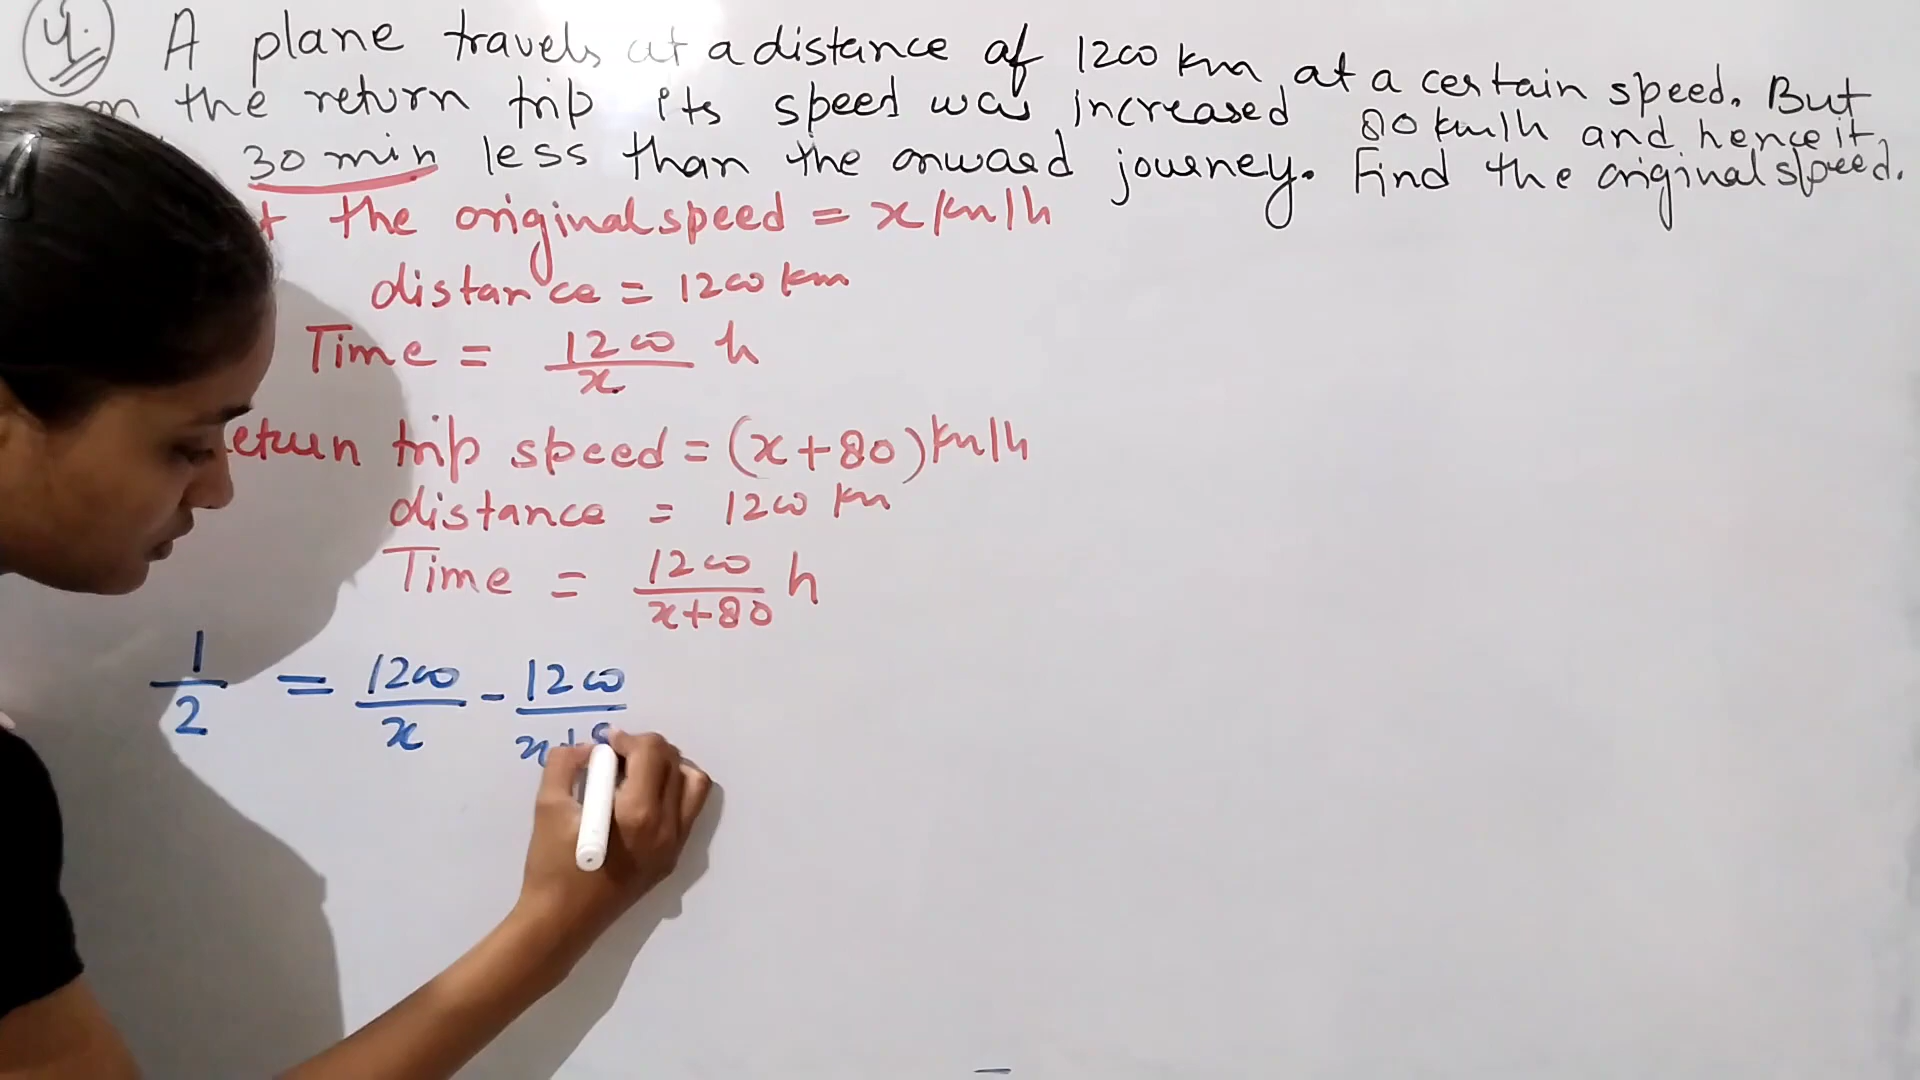 4. A plane travels at a distance of 1200 km at a certain speed. But
on the return trip its speed was increased 80 km/h and hence it
30 min less than the onward journey. Find the original speed.
the original speed = x km/h
distance = 1200 km
Time = 1200/x h
return trip speed = (x+80) km/h
distance = 1200 km
Time = 1200/x+80 h
1/2 = 1200/x - 1200/x+8